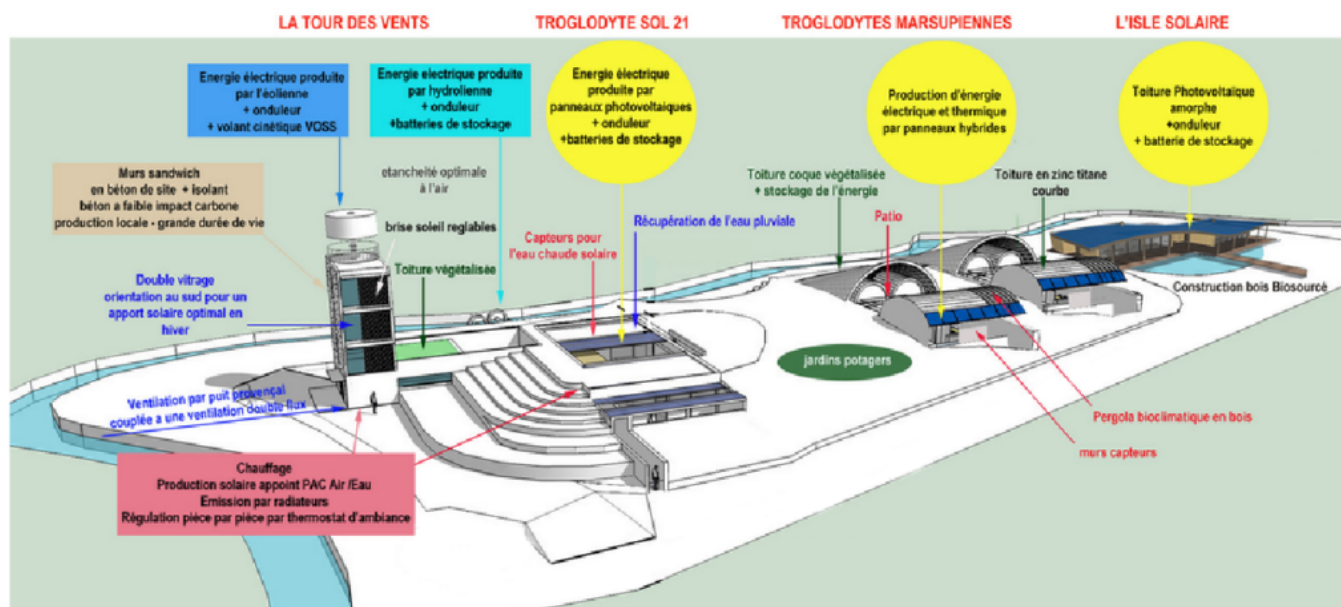 LA TOUR DES VENTS
TROGLODYTE SOL 21
TROGLODYTES MARSUPIENNES
L'ISLE SOLAIRE
Energie électrique produite
par l'éolienne
+ onduleur
+ volant cinétique VOSS
Energie electrique produite
par hydrolienne
+ onduleur
+batteries de stockage
Energie électrique
produite par
panneaux photovoltaiques
+ onduleur
+batteries de stockage
Production d'énergie
électrique et thermique
par panneaux hybrides
Toiture Photovoltaïque
amorphe
+onduleur
+ batterie de stockage
Murs sandwich
en béton de site + isolant
béton a faible impact carbone
production locale - grande durée de vie
etancheité optimale
à l'air
brise soleil reglables
Toiture coque végétalisée
+ stockage de l'énergie
Toiture en zinc titane
courbe
Patio
Récupération de l'eau pluviale
Capteurs pour
l'eau chaude solaire
Toiture végétalisée
Double vitrage
orientation au sud pour un
apport solaire optimal en
hiver
Construction bois Biosourcé
jardins potagers
Ventilation par puit provençal
couplée a une ventilation double flux
Pergola bioclimatique en bois
murs capteurs
Chauffage
Production solaire appoint PAC Air /Eau
Emission par radiateurs
Régulation pièce par pièce par thermostat d'ambiance